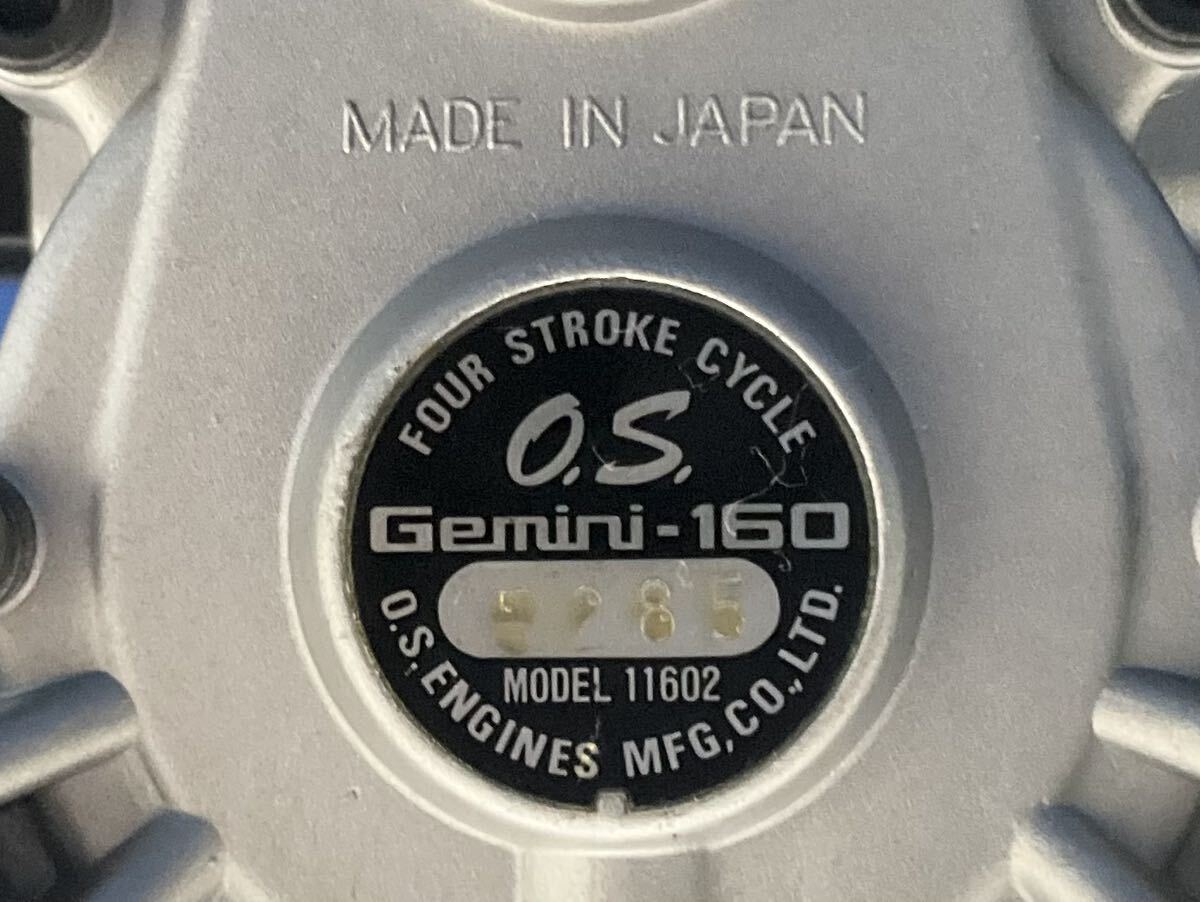 MADE IN JAPAN
FOUR STROKE CYCLE
O.S.
Gemini-160
MODEL 11602
O.S, ENGINES MFG, CO., LTD.